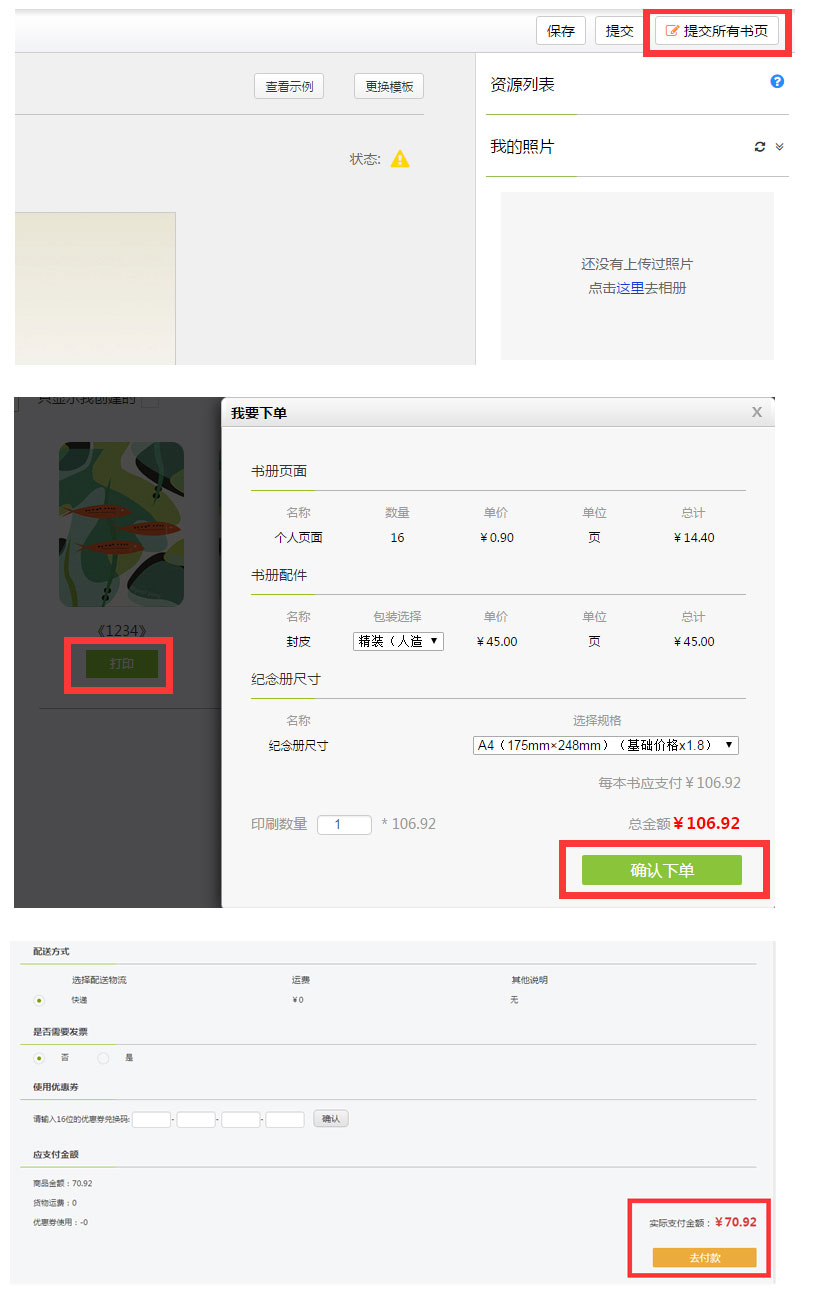 保存 提交 提交所有书页
查看示例 更换模板
资源列表
我的照片
状态:
还没有上传过照片
点击这里去相册
只显示我创建的
《1234》
打印
我要下单 X
书册页面
名称 数量 单价 单位 总计
个人页面 16 ¥0.90 页 ¥14.40
书册配件
名称 包装选择 单价 单位 总计
封皮 精装（人造 ¥45.00 页 ¥45.00
纪念册尺寸
名称 选择规格
纪念册尺寸 A4（175mm×248mm）（基础价格x1.8）
每本书应支付¥106.92
印刷数量 1 * 106.92 总金额¥106.92
确认下单
配送方式
选择配送物流 运费 其他说明
快递 ¥0 无
是否需要发票
否 是
使用优惠券
请输入16位的优惠劵兑换码: - - - 确认
应支付金额
商品金额：70.92
货物运费：0
优惠劵使用：-0
实际支付金额：¥70.92
去付款